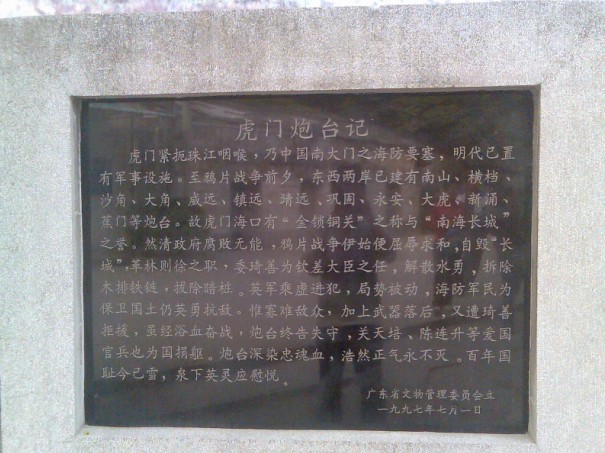 虎门炮台记
虎门紧扼珠江咽喉，乃中国南大门之海防要塞，明代已置
有军事设施。至鸦片战争前夕，东西两岸已建有南山、横档、
沙角、大角、威远、镇远、靖远、巩固、永安、大虎、新涌、
蕉门等炮台。故虎门海口有“金锁铜关”之称与“南海长城”
之誉。然清政府腐败无能，鸦片战争伊始便屈辱求和，自毁“长
城”，革林则徐之职，委琦善为钦差大臣之任，解散水勇，拆除
木排铁链，拔除暗桩。英军乘虚进犯，局势被动，海防军民为
保卫国土仍英勇抗敌。惟寡难敌众，加上武器落后，又遭琦善
拒援，虽经浴血奋战，炮台终告失守，关天培、陈连升等爱国
官兵也为国捐躯。炮台深染忠魂血，浩然正气永不灭。百年国
耻今已雪，泉下英灵应慰悦。
广东省文物管理委员会立
一九九七年七月一日